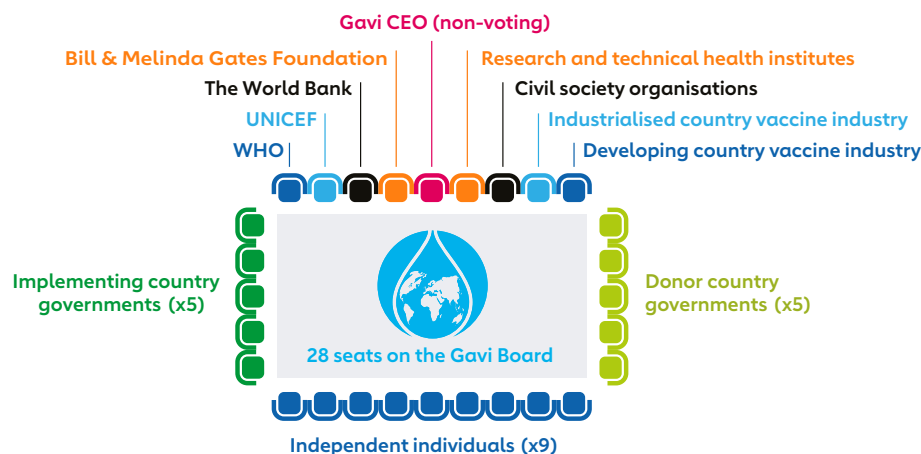 Gavi CEO (non-voting)
Bill & Melinda Gates Foundation
Research and technical health institutes
The World Bank
Civil society organisations
UNICEF
Industrialised country vaccine industry
WHO
Developing country vaccine industry
Implementing country
governments (x5)
Donor country
governments (x5)
28 seats on the Gavi Board
Independent individuals (x9)